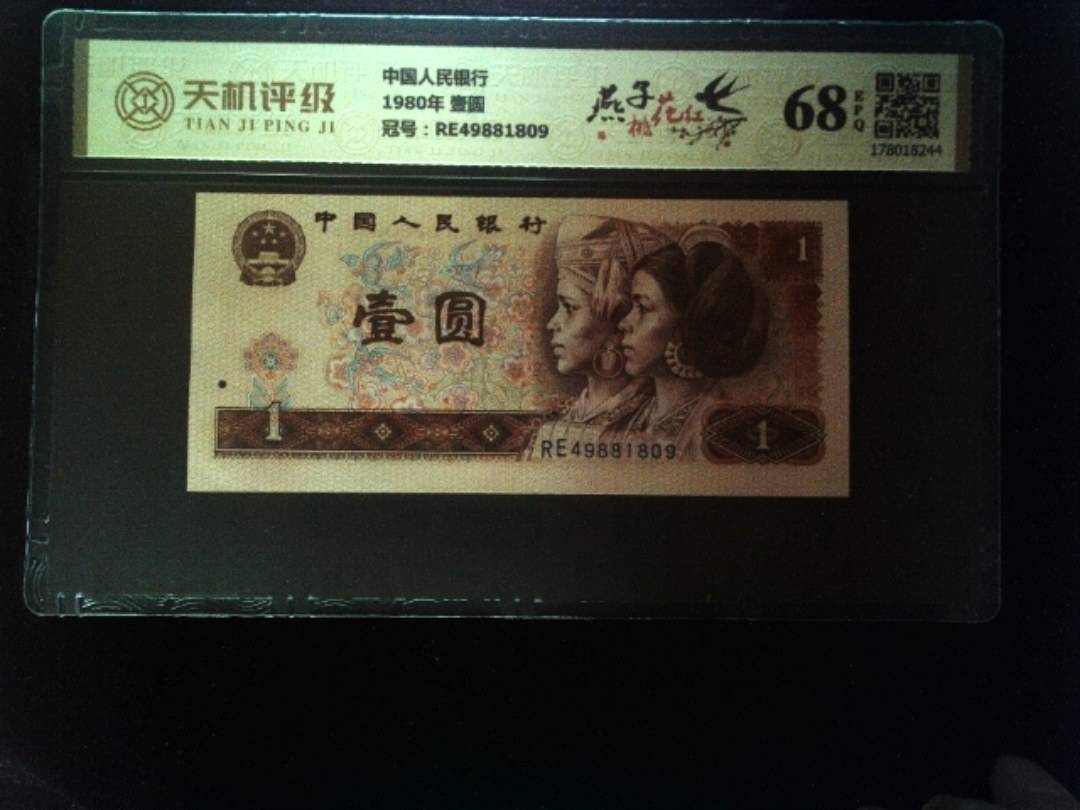 天机评级
TIAN JI PING JI
中国人民银行
1980年 壹圆
冠号：RE49881809
燕子
桃花红
68
EPQ
178018244
中国人民银行
1
壹圆
1
RE49881809
1